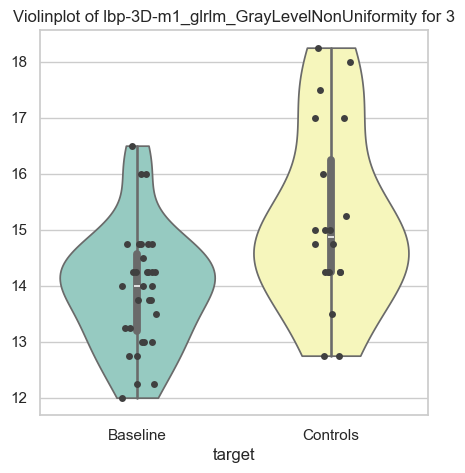 Violinplot of lbp-3D-m1_glrlm_GrayLevelNonUniformity for 3
18
17
16
15
14
13
12
Baseline
Controls
target